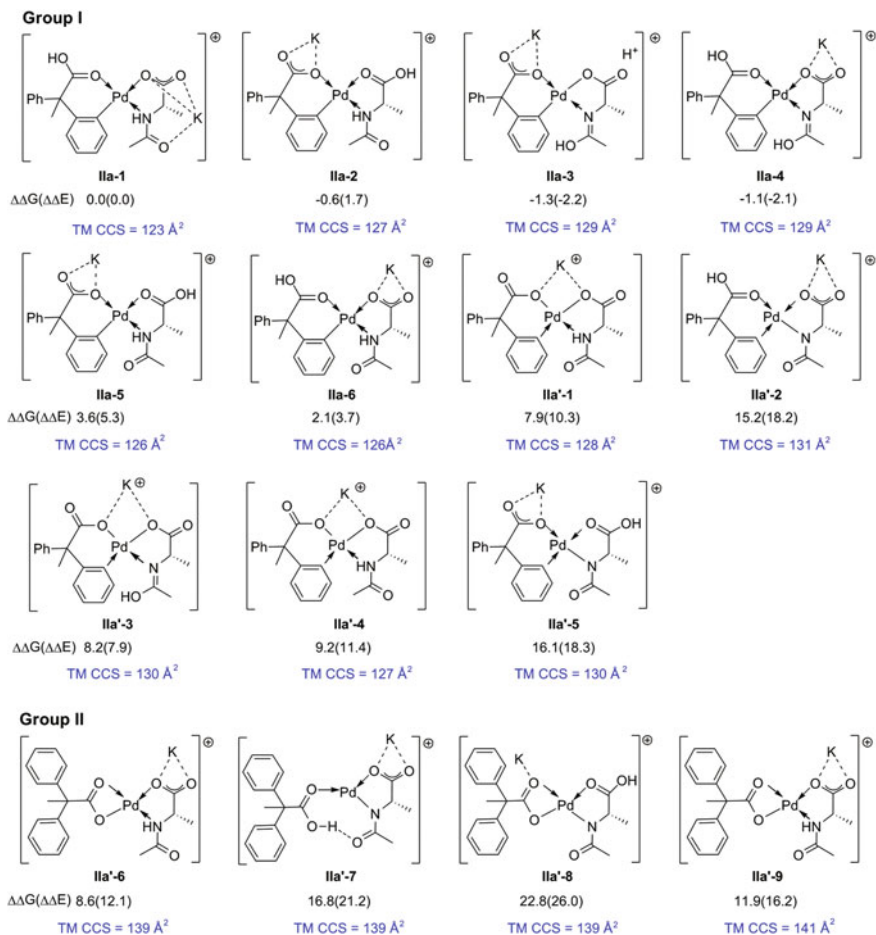 Group I
HO O O O ⊕
Pd
Ph HN K
O
K ⊕
O O O OH
Pd
Ph HN
O
K H⁺ ⊕
O O O O
Pd
Ph N
HO
K ⊕
HO O O O
Pd
Ph N
HO
IIa-1 IIa-2 IIa-3 IIa-4
ΔΔG(ΔΔE) 0.0(0.0) -0.6(1.7) -1.3(-2.2) -1.1(-2.1)
TM CCS = 123 Å² TM CCS = 127 Å² TM CCS = 129 Å² TM CCS = 129 Å²
K ⊕
O O O OH
Pd
Ph HN
O
K ⊕
HO O O O
Pd
Ph HN
O
K ⊕
O O O O
Pd
Ph HN
O
K ⊕
HO O O O
Pd
Ph N
O
IIa-5 IIa-6 IIa'-1 IIa'-2
ΔΔG(ΔΔE) 3.6(5.3) 2.1(3.7) 7.9(10.3) 15.2(18.2)
TM CCS = 126 Å² TM CCS = 126Å² TM CCS = 128 Å² TM CCS = 131 Å²
K ⊕
O O O O
Pd
Ph N
HO
K ⊕
O O O O
Pd
Ph HN
O
K ⊕
O O O OH
Pd
Ph N
O
IIa'-3 IIa'-4 IIa'-5
ΔΔG(ΔΔE) 8.2(7.9) 9.2(11.4) 16.1(18.3)
TM CCS = 130 Å² TM CCS = 127 Å² TM CCS = 130 Å²
Group II
K ⊕
O O O
Pd
O HN
O
K ⊕
O Pd O O
N
O-H O
K ⊕
O O OH
Pd
O N
O
K ⊕
O O O
Pd
O HN
O
IIa'-6 IIa'-7 IIa'-8 IIa'-9
ΔΔG(ΔΔE) 8.6(12.1) 16.8(21.2) 22.8(26.0) 11.9(16.2)
TM CCS = 139 Å² TM CCS = 139 Å² TM CCS = 139 Å² TM CCS = 141 Å²